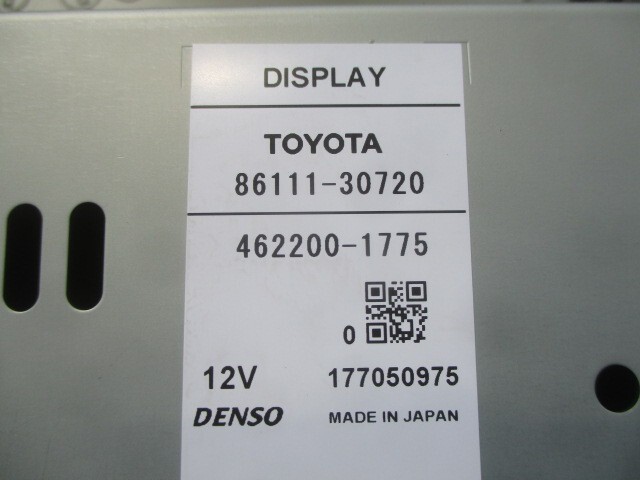 DISPLAY
TOYOTA
86111-30720
462200-1775
0
12V 177050975
DENSO MADE IN JAPAN